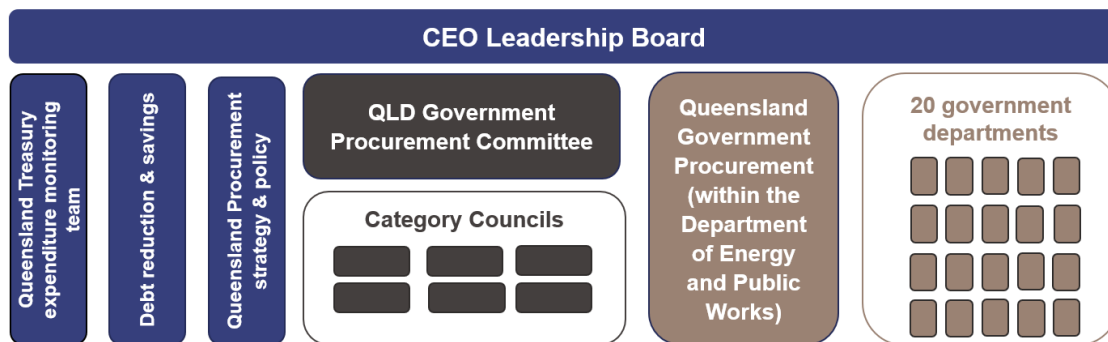 CEO Leadership Board
Queensland Treasury
expenditure monitoring
team
Debt reduction & savings
Queensland Procurement
strategy & policy
QLD Government
Procurement Committee
Category Councils
Queensland
Government
Procurement
(within the
Department
of Energy
and Public
Works)
20 government
departments